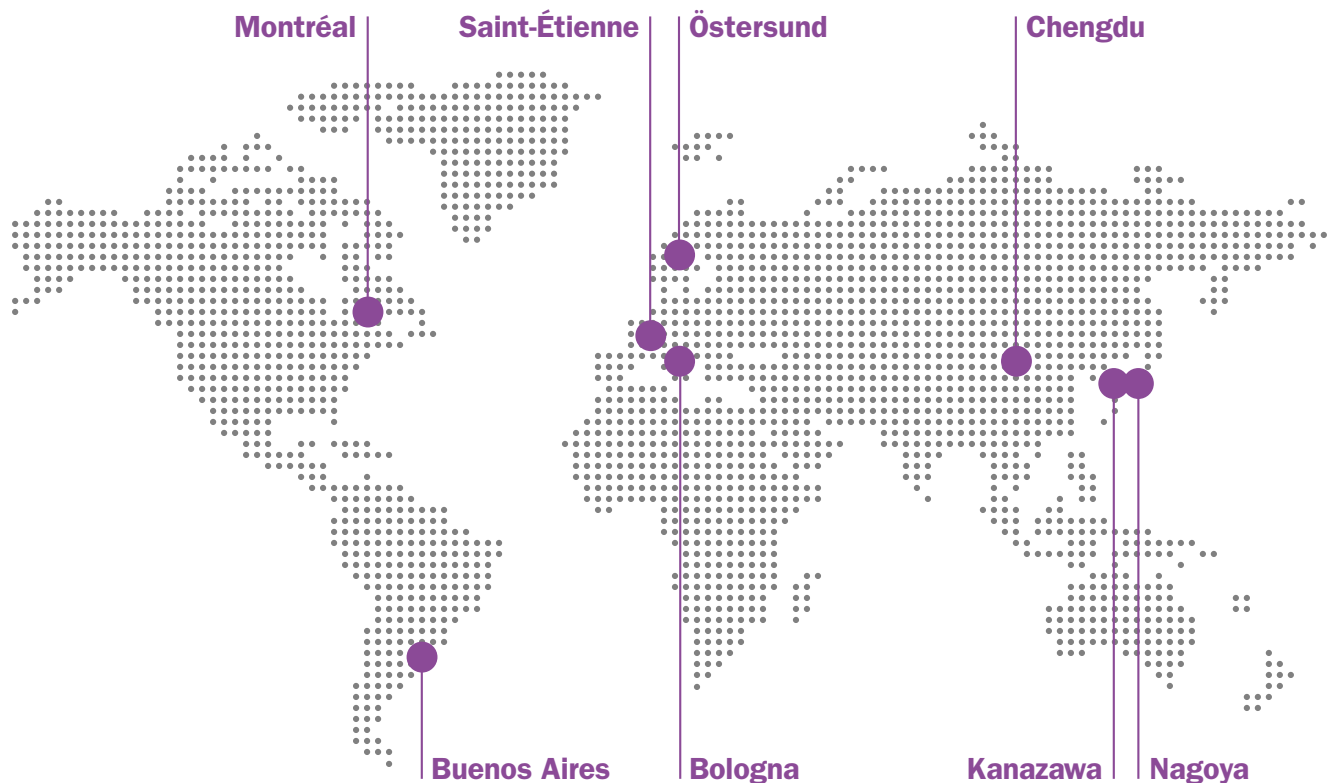 Montréal
Saint-Étienne
Östersund
Chengdu
Buenos Aires
Bologna
Kanazawa
Nagoya